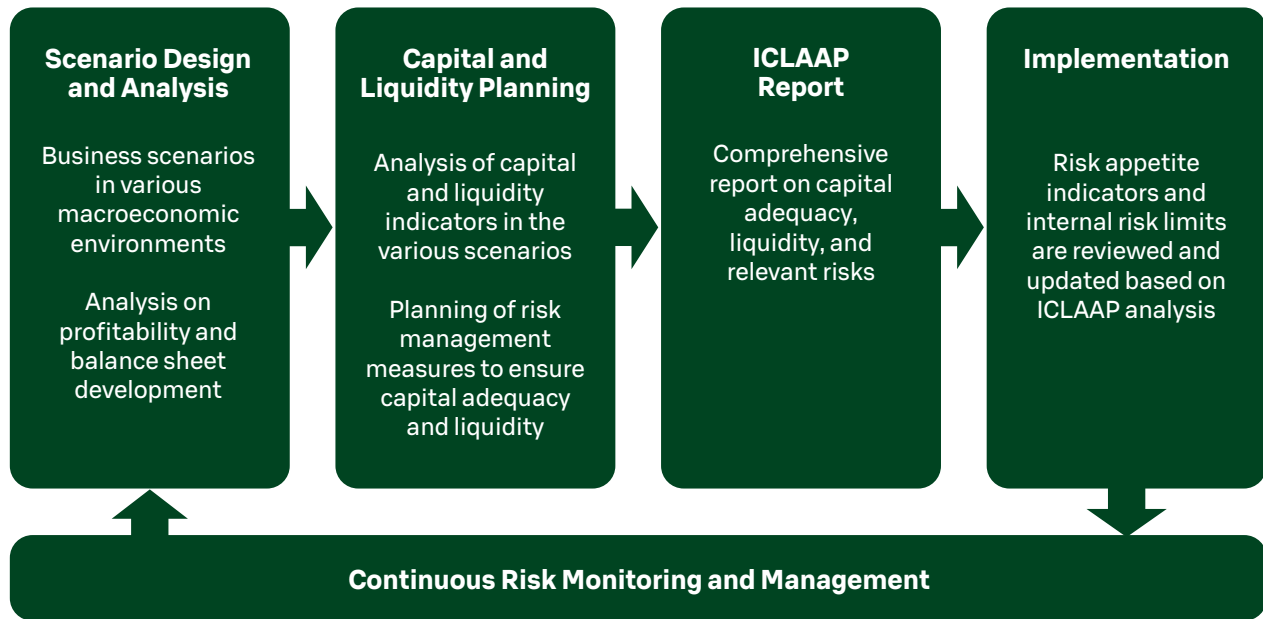 Scenario Design
and Analysis
Business scenarios
in various
macroeconomic
environments
Analysis on
profitability and
balance sheet
development
Capital and
Liquidity Planning
Analysis of capital
and liquidity
indicators in the
various scenarios
Planning of risk
management
measures to ensure
capital adequacy
and liquidity
ICLAAP
Report
Comprehensive
report on capital
adequacy,
liquidity, and
relevant risks
Implementation
Risk appetite
indicators and
internal risk limits
are reviewed and
updated based on
ICLAAP analysis
Continuous Risk Monitoring and Management